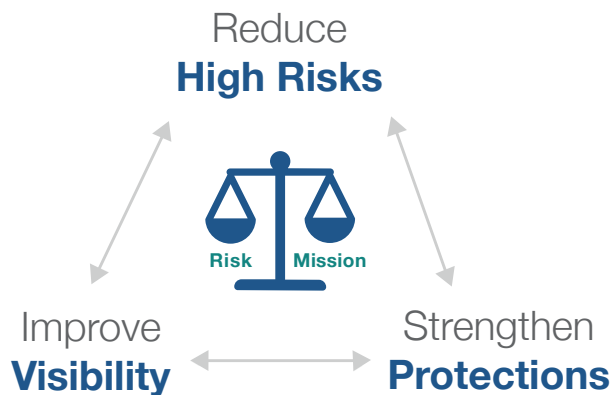 Reduce
High Risks
Risk
Mission
Improve
Visibility
Strengthen
Protections